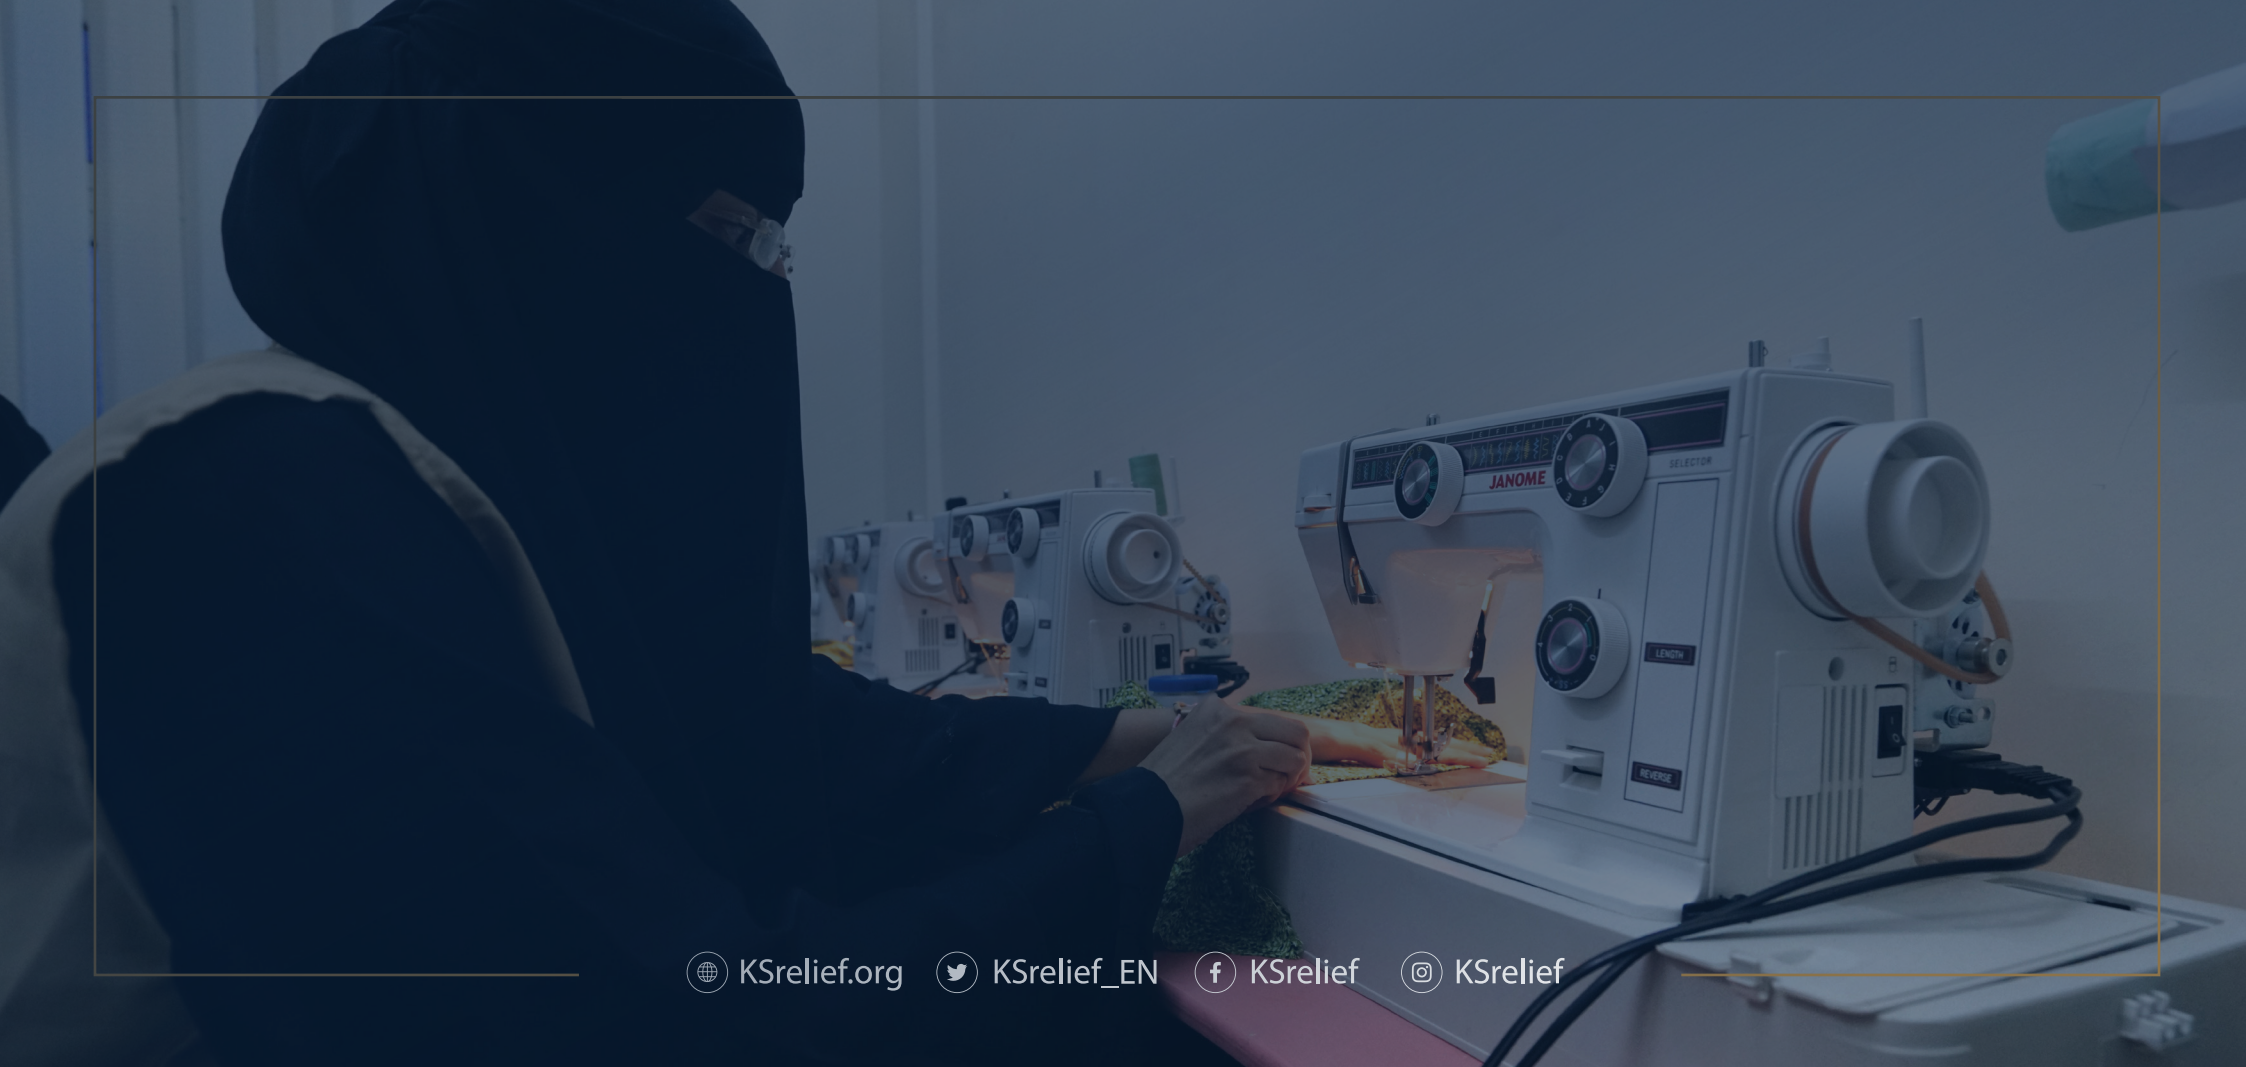 SELECTOR
JANOME
LENGTH
REVERSE
KSrelief.org KSrelief_EN KSrelief KSrelief